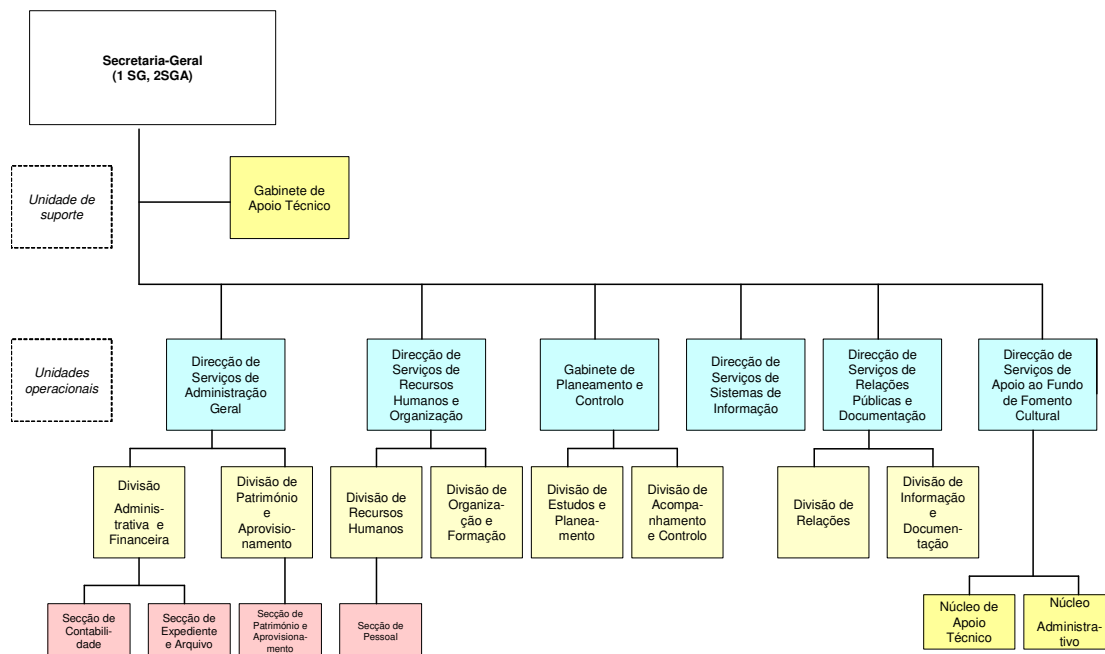 Secretaria-Geral
(1 SG, 2SGA)
Unidade de
suporte
Gabinete de
Apoio Técnico
Unidades
operacionais
Direcção de
Serviços de
Administração
Geral
Direcção de
Serviços de
Recursos
Humanos e
Organização
Gabinete de
Planeamento e
Controlo
Direcção de
Serviços de
Sistemas de
Informação
Direcção de
Serviços de
Relações
Públicas e
Documentação
Direcção de
Serviços de
Apoio ao Fundo
de Fomento
Cultural
Divisão
Adminis-
trativa e
Financeira
Divisão de
Património
e
Aprovisio-
namento
Divisão de
Recursos
Humanos
Divisão de
Organiza-
ção e
Formação
Divisão de
Estudos e
Planea-
mento
Divisão de
Acompa-
nhamento
e Controlo
Divisão de
Relações
Divisão de
Informação
e
Documen-
tação
Secção de
Contabili-
dade
Secção de
Expediente
e Arquivo
Secção de
Património e
Aprovisiona-
mento
Secção de
Pessoal
Núcleo de
Apoio
Técnico
Núcleo
Administra-
tivo